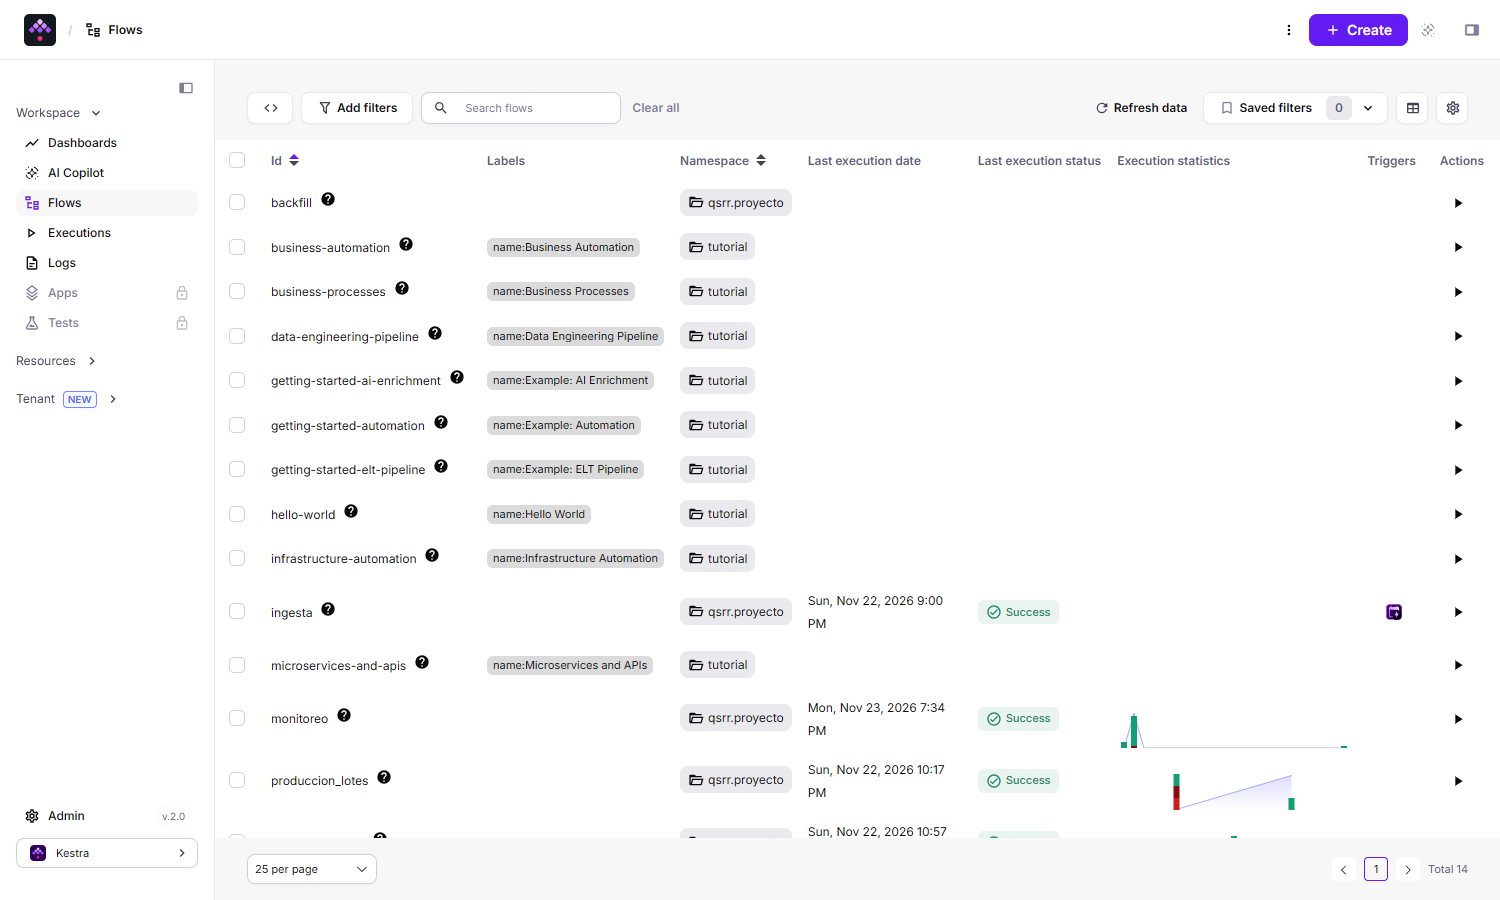 / Flows
+ Create
Workspace
Dashboards
AI Copilot
Flows
Executions
Logs
Apps
Tests
Resources
Tenant NEW
Admin v.2.0
Kestra
Add filters
Search flows
Clear all
Refresh data
Saved filters 0
Id Labels Namespace Last execution date Last execution status Execution statistics Triggers Actions
backfill qsrr.proyecto
business-automation name:Business Automation tutorial
business-processes name:Business Processes tutorial
data-engineering-pipeline name:Data Engineering Pipeline tutorial
getting-started-ai-enrichment name:Example: AI Enrichment tutorial
getting-started-automation name:Example: Automation tutorial
getting-started-elt-pipeline name:Example: ELT Pipeline tutorial
hello-world name:Hello World tutorial
infrastructure-automation name:Infrastructure Automation tutorial
ingesta qsrr.proyecto Sun, Nov 22, 2026 9:00 PM Success
microservices-and-apis name:Microservices and APIs tutorial
monitoreo qsrr.proyecto Mon, Nov 23, 2026 7:34 PM Success
produccion_lotes qsrr.proyecto Sun, Nov 22, 2026 10:17 PM Success
Sun, Nov 22, 2026 10:57
25 per page
1
Total 14